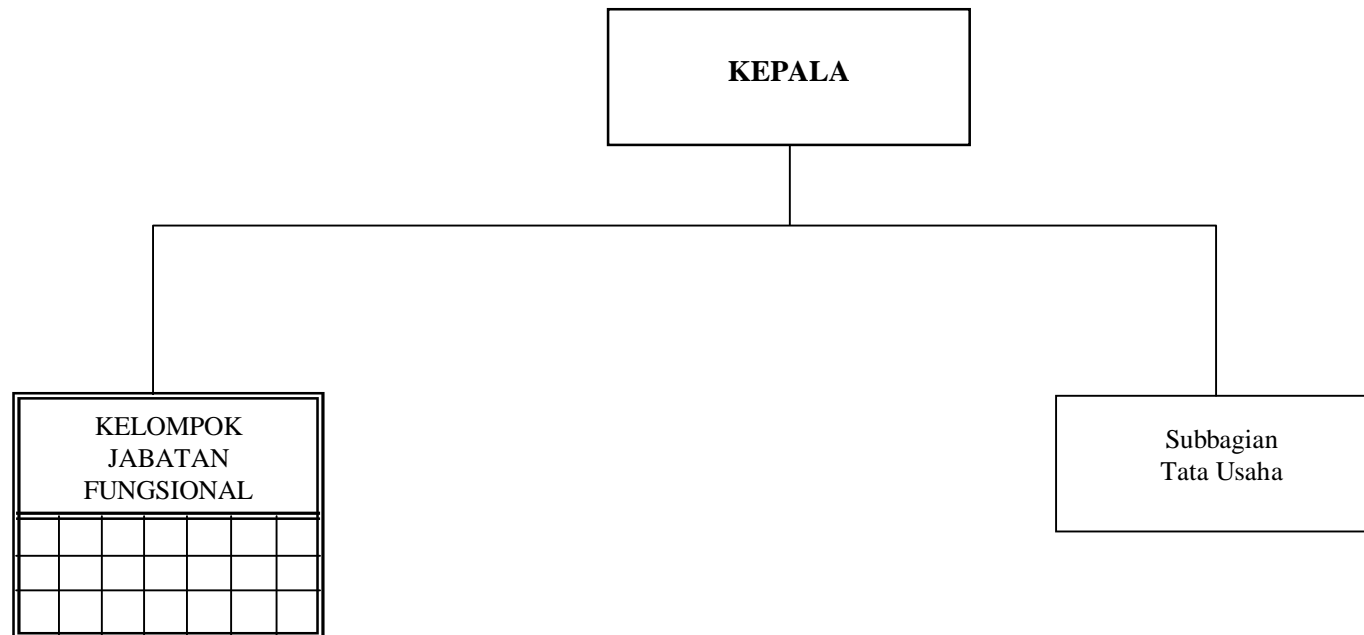 KEPALA
KELOMPOK
JABATAN
FUNGSIONAL
Subbagian
Tata Usaha